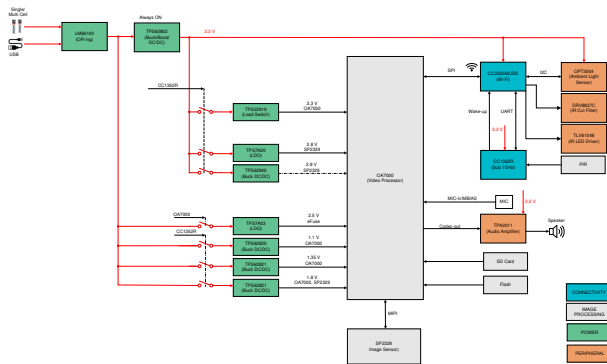 Single/
Multi Cell
USB
LM66100
(OR-ing)
Always ON
TPS63802
(Buck/Boost
DC/DC)
3.3 V
CC1352R
TPS22919
(Load Switch)
3.3 V
OA7000
TPS7A20
(LDO)
2.8 V
SP2329
(Buck DC/DC)
2.8 V
SP2329
OA7000
CC1352R
TPS7A03
(LDO)
2.5 V
eFuse
(Buck DC/DC)
1.1 V
OA7000
TPS62821
(Buck DC/DC)
1.35 V
OA7000
TPS62821
(Buck DC/DC)
1.8 V
OA7000, SP2329
OA7000
(Video Processor)
SPI
CC3235MODS
(Wi-Fi)
I2C
OPT3004
(Ambient Light
Sensor)
DRV8837C
(IR Cut Filter)
TLV61048
(IR LED Driver)
Wake-up
UART
3.3 V
CC1352R
(Sub 1GHz)
PIR
MIC-in/MBIAS
MIC
3.3 V
Codec-out
TPA2011
(Audio Amplifier)
Speaker
SD Card
Flash
MIPI
SP2329
(Image Sensor)
CONNECTIVITY
IMAGE
PROCESSING
POWER
PERIPHERAL